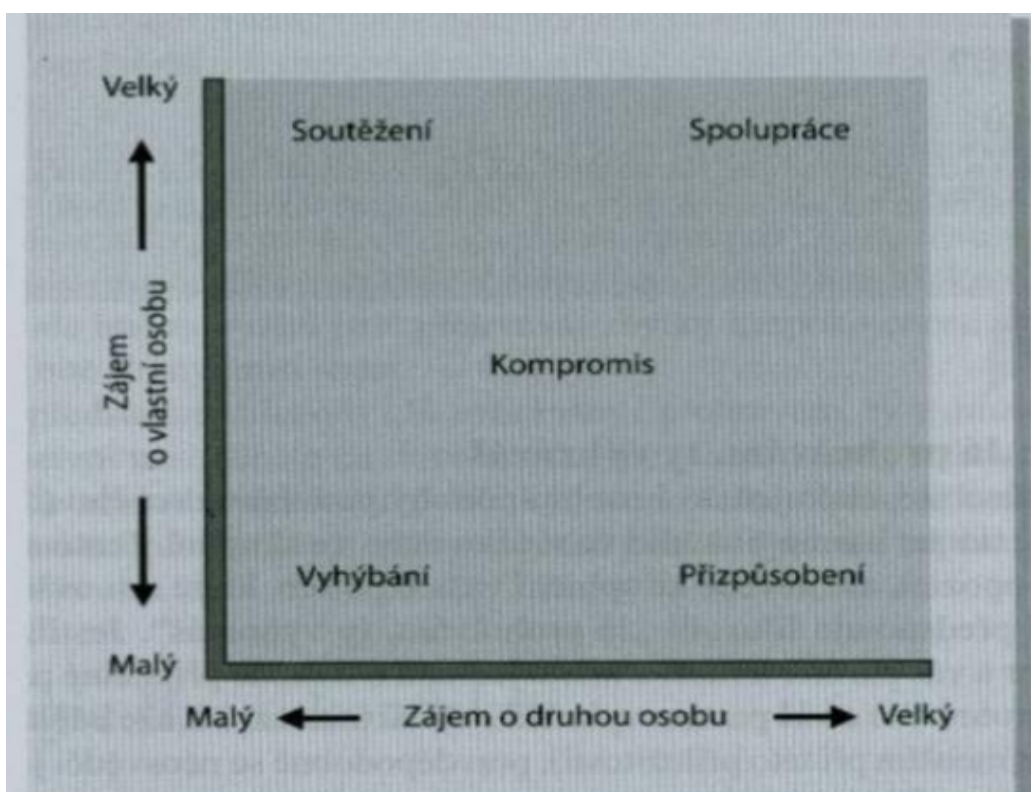 Velký
Soutěžení
Spolupráce
Zájem
o vlastní osobu
Kompromis
Vyhýbání
Přizpůsobení
Malý
Malý
Zájem o druhou osobu
Velký